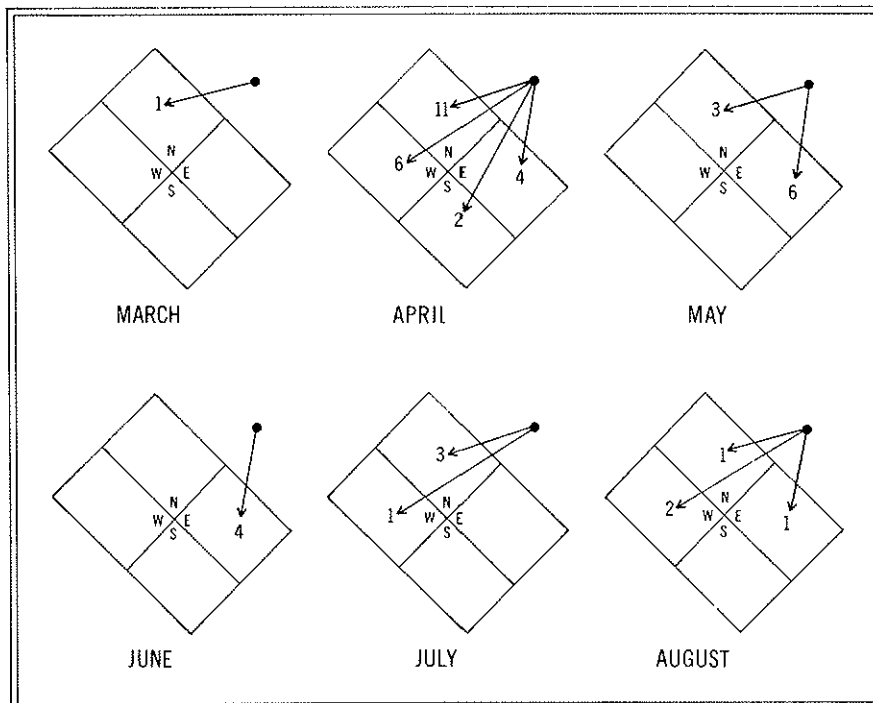 1
N
W E
S
MARCH
11
6 N
W E 4
S
2
APRIL
3
N
W E
S 6
MAY
N
W E 4
S
JUNE
3
1 N
W E
S
JULY
1
2 N
W E 1
S
AUGUST